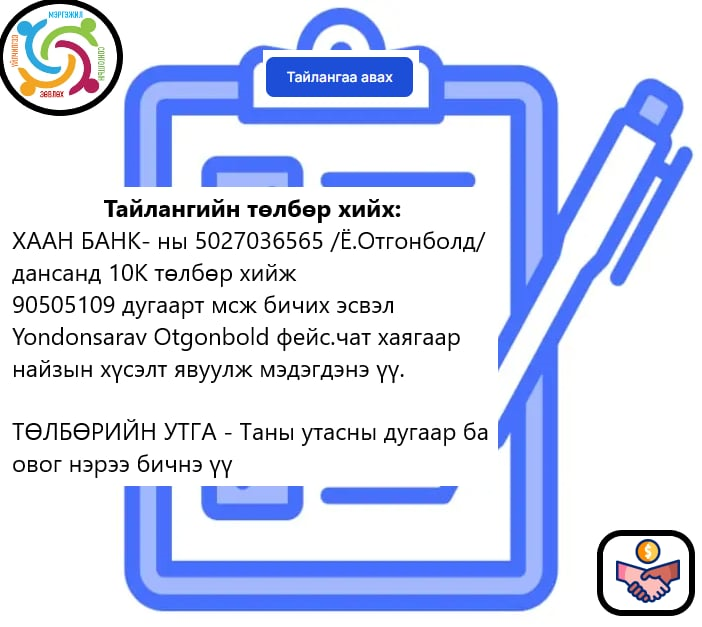 МЭРГЭЖИЛ
ҮЙЛЧИЛГЭЭ
СОНГОЛТЫН
ЗӨВЛӨХ
Тайлангаа авах
Тайлангийн төлбөр хийх:
ХААН БАНК- ны 5027036565 /Ё.Отгонболд/
дансанд 10К төлбөр хийж
90505109 дугаарт мсж бичих эсвэл
Yondonsarav Otgonbold фейс.чат хаягаар
найзын хүсэлт явуулж мэдэгдэнэ үү.
ТӨЛБӨРИЙН УТГА - Таны утасны дугаар ба
овог нэрээ бичнэ үү
$